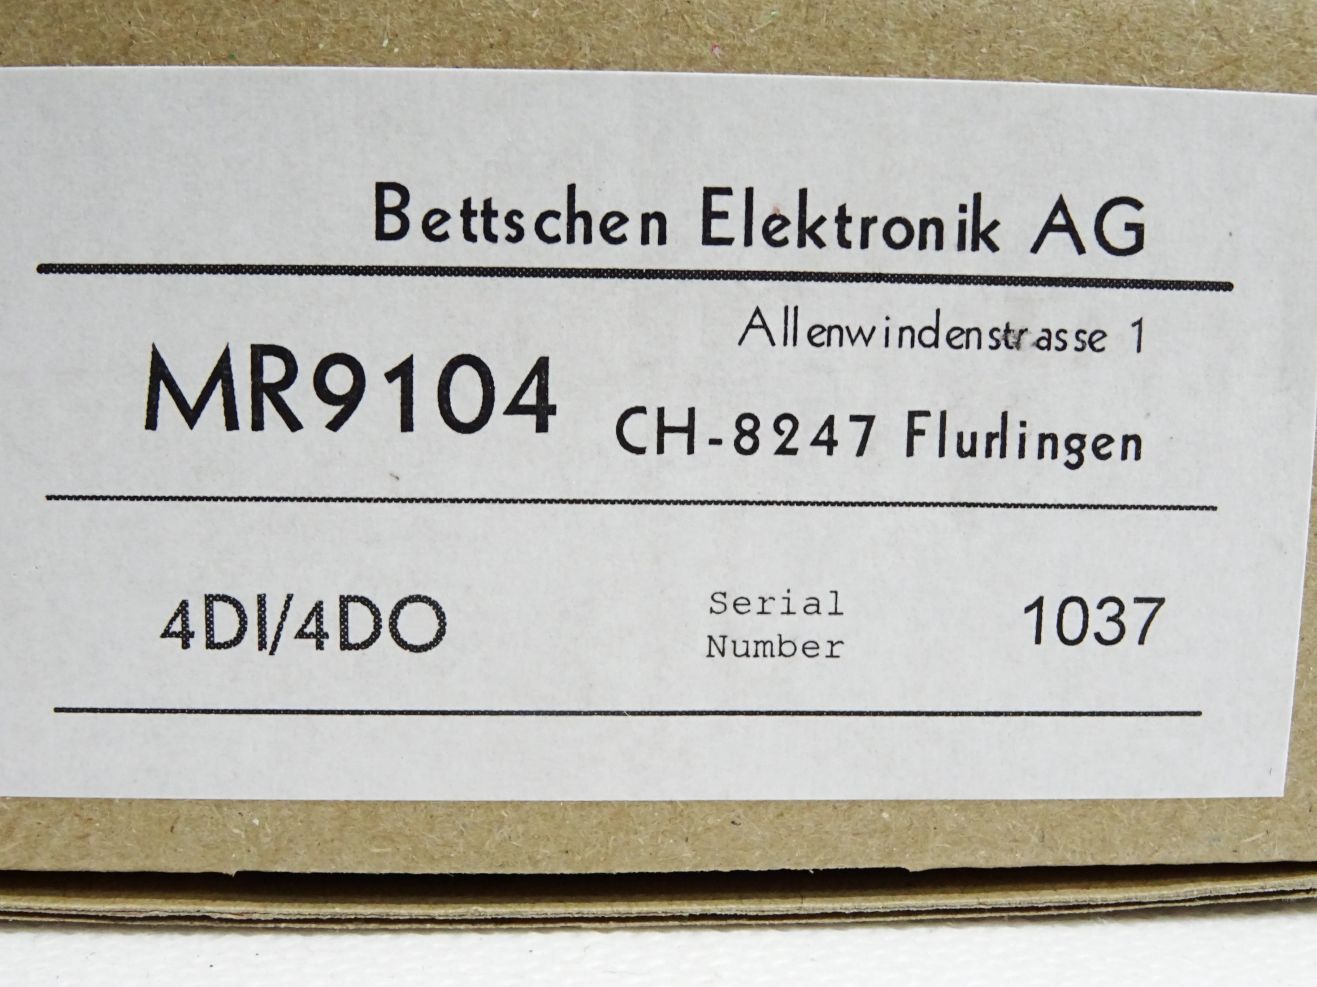 Bettschen Elektronik AG
Allenwindenstrasse 1
MR9104
CH-8247 Flurlingen
4DI/4DO
Serial
Number
1037